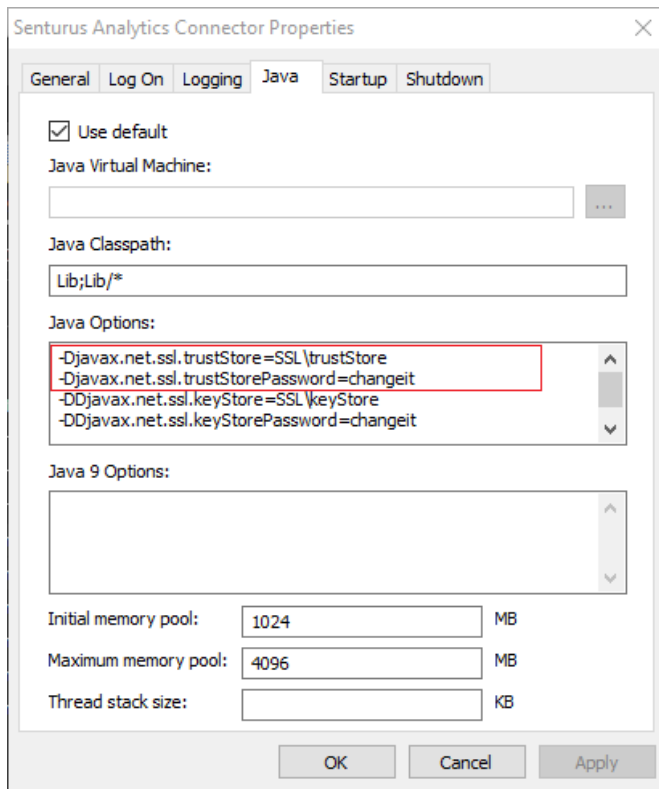 Senturus Analytics Connector Properties
General Log On Logging Java Startup Shutdown
Use default
Java Virtual Machine:
...
Java Classpath:
Lib;Lib/*
Java Options:
-Djavax.net.ssl.trustStore=SSL\trustStore
-Djavax.net.ssl.trustStorePassword=changeit
-DDjavax.net.ssl.keyStore=SSL\keyStore
-DDjavax.net.ssl.keyStorePassword=changeit
Java 9 Options:
Initial memory pool: 1024 MB
Maximum memory pool: 4096 MB
Thread stack size: KB
OK Cancel Apply